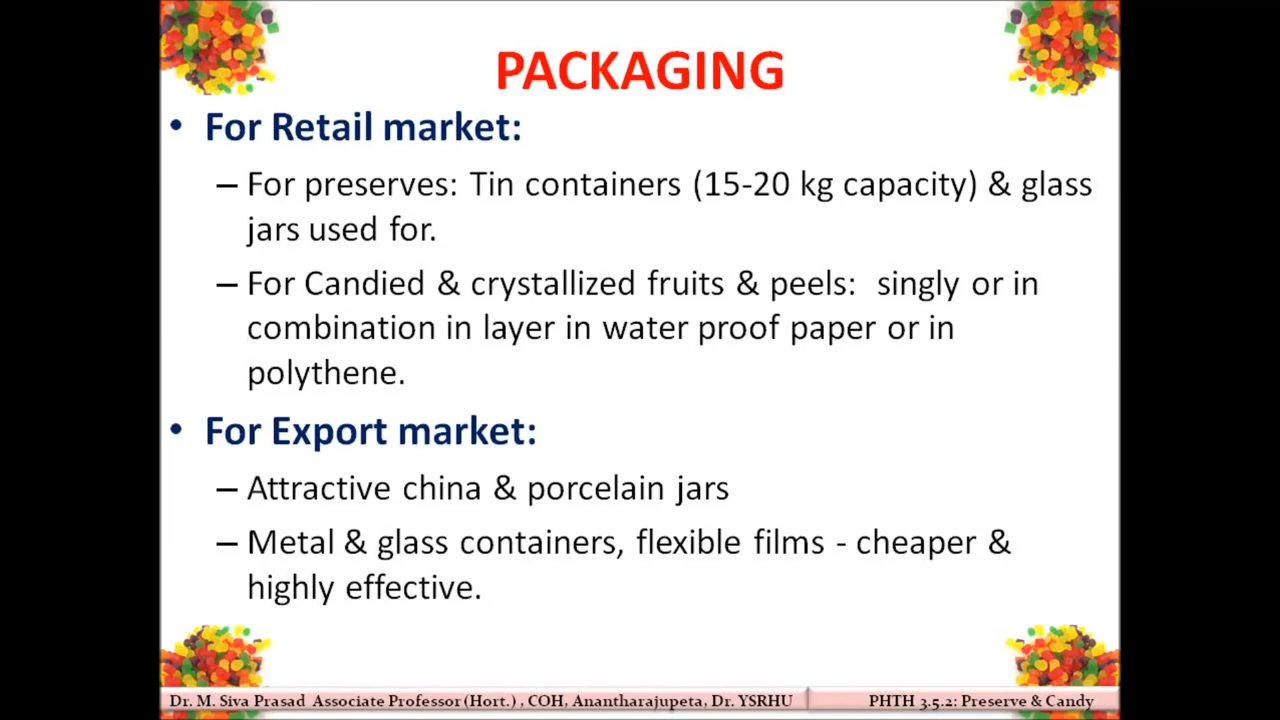 PACKAGING
• For Retail market:
– For preserves: Tin containers (15-20 kg capacity) & glass
jars used for.
– For Candied & crystallized fruits & peels: singly or in
combination in layer in water proof paper or in
polythene.
• For Export market:
– Attractive china & porcelain jars
– Metal & glass containers, flexible films - cheaper &
highly effective.
Dr. M. Siva Prasad Associate Professor (Hort.) , COH, Anantharajupeta, Dr. YSRHU
PHTH 3.5.2: Preserve & Candy